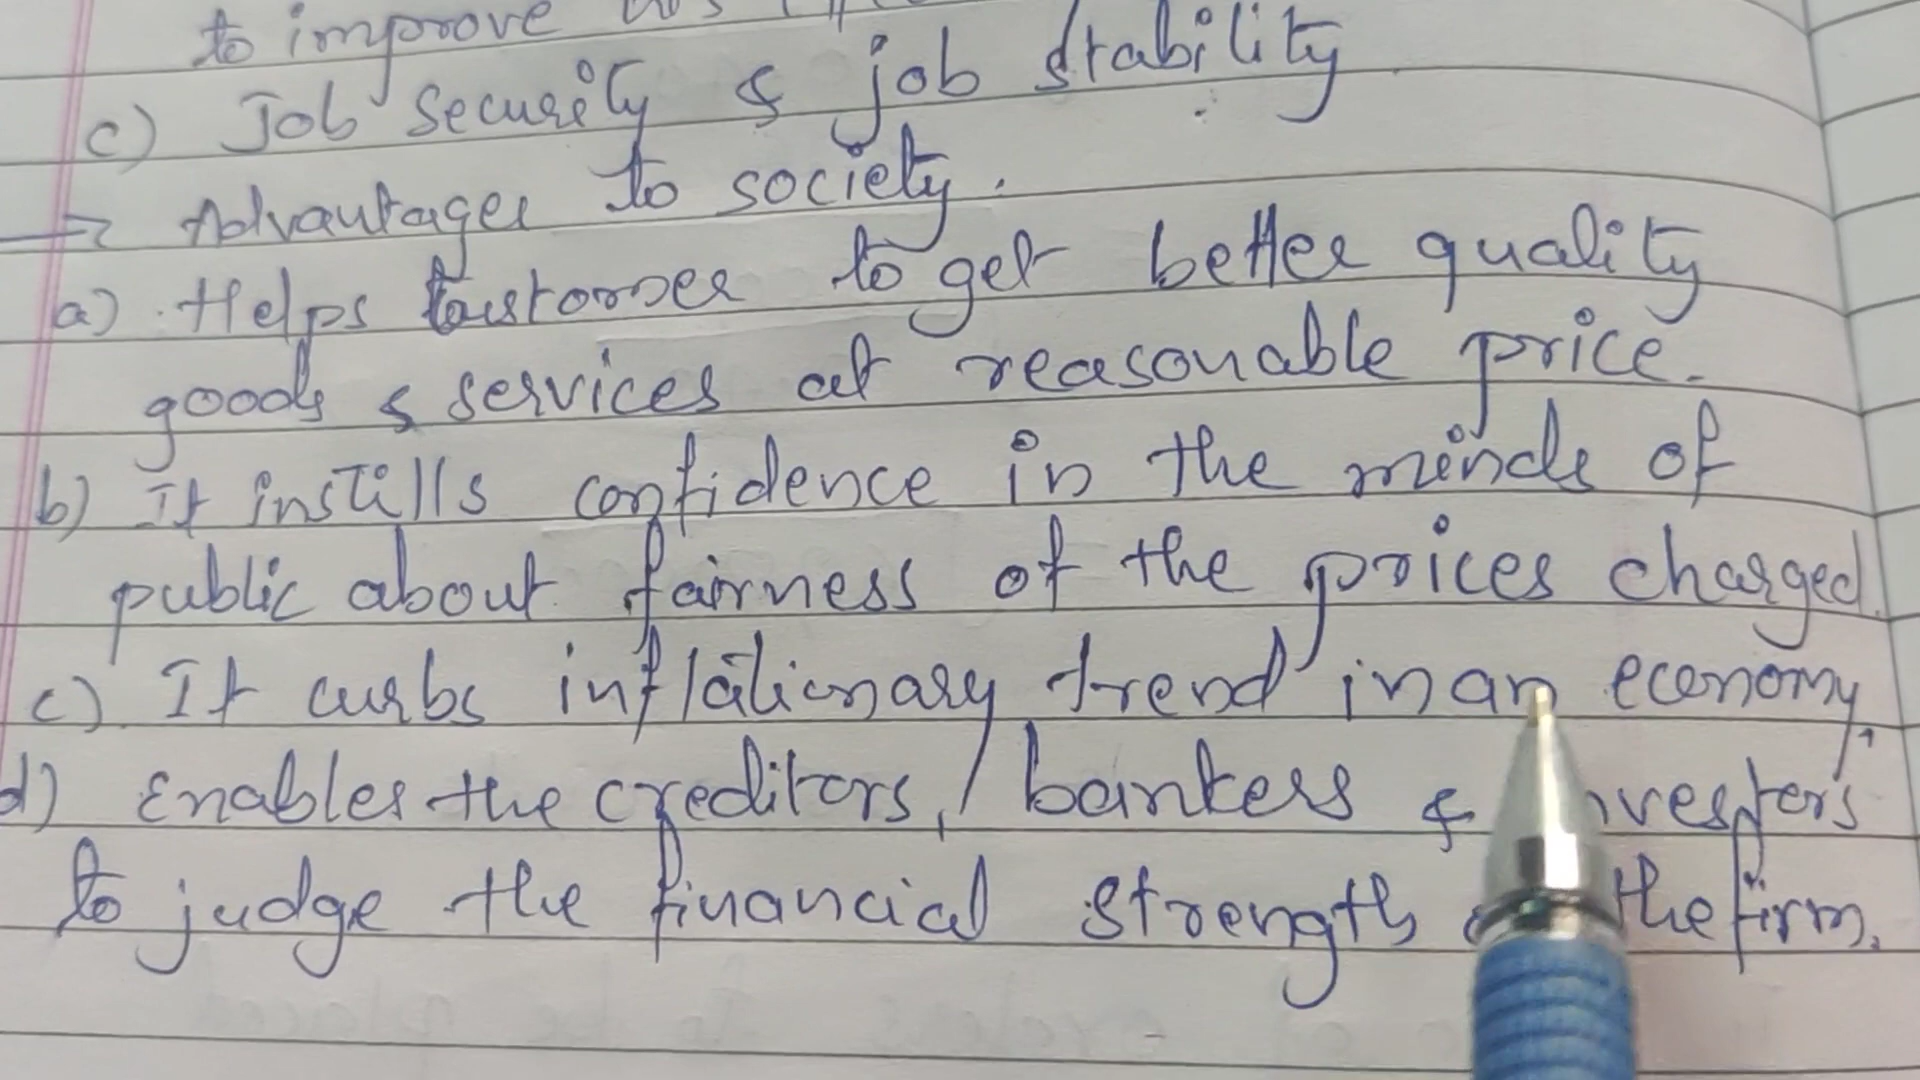 to improve
c) Job security & job stability
→ Advantages to society.
a) Helps customer to get better quality
goods & services at reasonable price.
b) It instills confidence in the minds of
public about fairness of the prices charged.
c) It curbs inflationary trend in an economy.
d) Enables the creditors, bankers &
to judge the financial strength the firm.